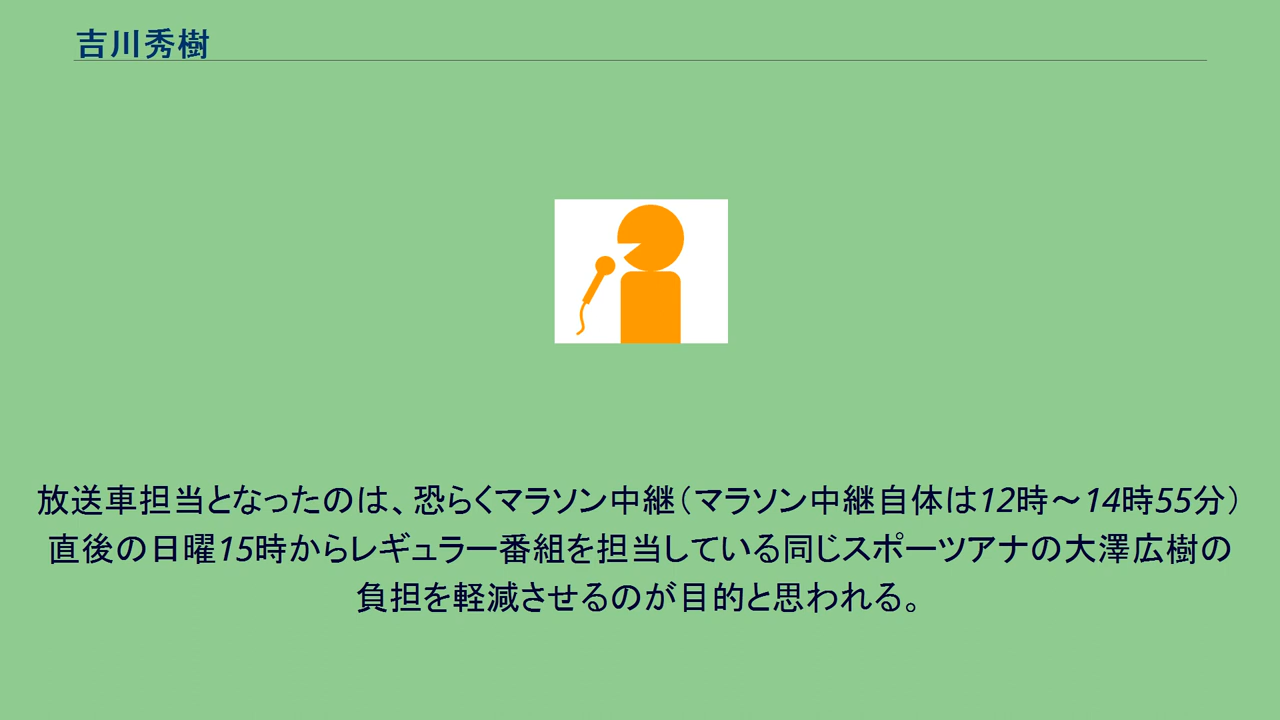 吉川秀樹
放送車担当となったのは、恐らくマラソン中継（マラソン中継自体は12時～14時55分）
直後の日曜15時からレギュラー番組を担当している同じスポーツアナの大澤広樹の
負担を軽減させるのが目的と思われる。